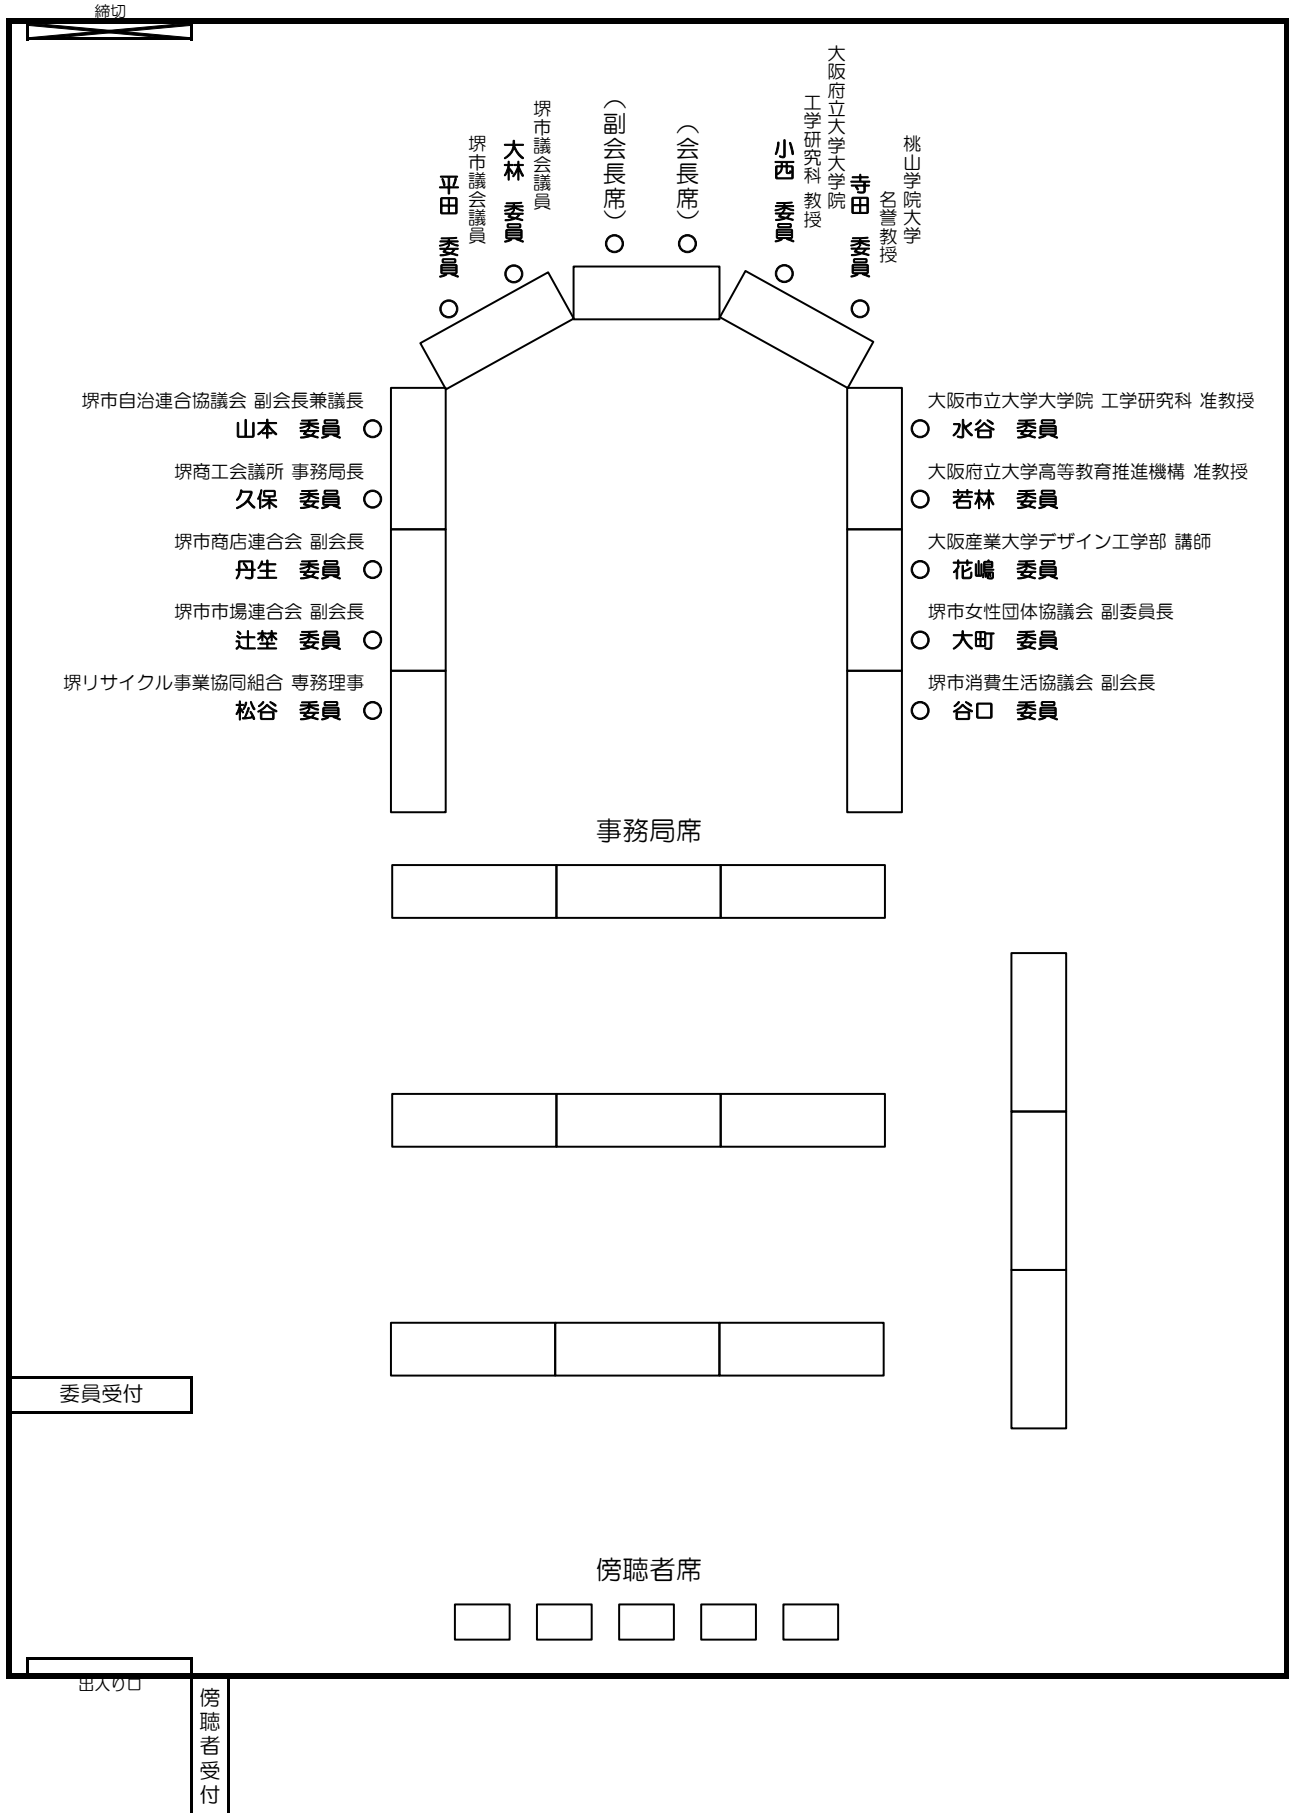 締切
堺市議会議員
平田　委員
堺市議会議員
大林　委員
（副会長席）
（会長席）
大阪府立大学大学院
工学研究科 教授
小西　委員
桃山学院大学
名誉教授
寺田　委員
堺市自治連合協議会 副会長兼議長
山本　委員
堺商工会議所 事務局長
久保　委員
堺市商店連合会 副会長
丹生　委員
堺市市場連合会 副会長
辻埜　委員
堺リサイクル事業協同組合 専務理事
松谷　委員
大阪市立大学大学院 工学研究科 准教授
水谷　委員
大阪府立大学高等教育推進機構 准教授
若林　委員
大阪産業大学デザイン工学部 講師
花嶋　委員
堺市女性団体協議会 副委員長
大町　委員
堺市消費生活協議会 副会長
谷口　委員
事務局席
委員受付
傍聴者席
出入り口
傍聴者受付